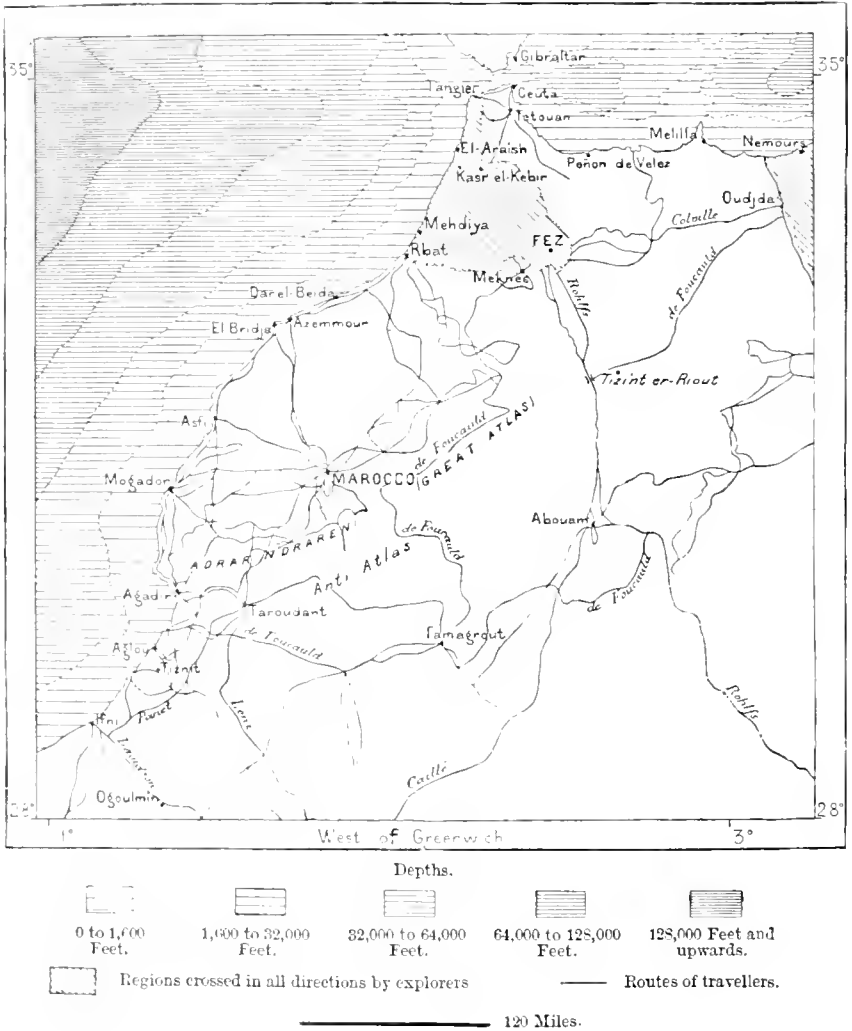 35°
35°
Gibraltar
Tangier
Ceuta
Tetouan
Melilla
Nemours
El-Araish
Peñon de Velez
Kasr el-Kebir
Oudjda
Colville
Mehdiya
FEZ
Rbat
Meknes
Rohlfs
de Foucauld
Dar el-Beida
El Bridja
Azemmour
Tizint er-Riout
Asfi
de Foucauld
(GREAT ATLAS)
Mogador
MAROCCO
Abouam
de Foucauld
ADRAR N'DRAREN
Anti Atlas
Agadir
de Foucauld
Taroudant
Tamagrout
de Foucauld
Aglou
Tiznit
Ifni
Panet
Lenz
Rohlfs
Caillé
Ogoulmin
28°
28°
1°
West of Greenwich
3°
Depths.
0 to 1,600 Feet.
1,600 to 32,000 Feet.
32,000 to 64,000 Feet.
64,000 to 128,000 Feet.
128,000 Feet and upwards.
Regions crossed in all directions by explorers
Routes of travellers.
120 Miles.